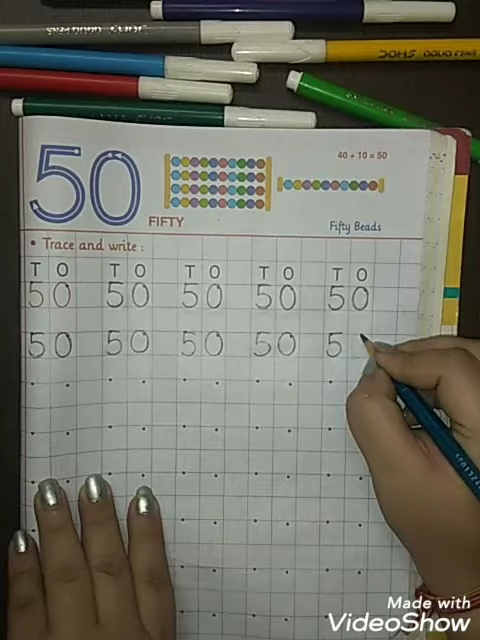 50
40 + 10 = 50
FIFTY
Fifty Beads
• Trace and write :
T O T O T O T O T O
50 50 50 50 50
50 50 50 50 5
Made with
VideoShow